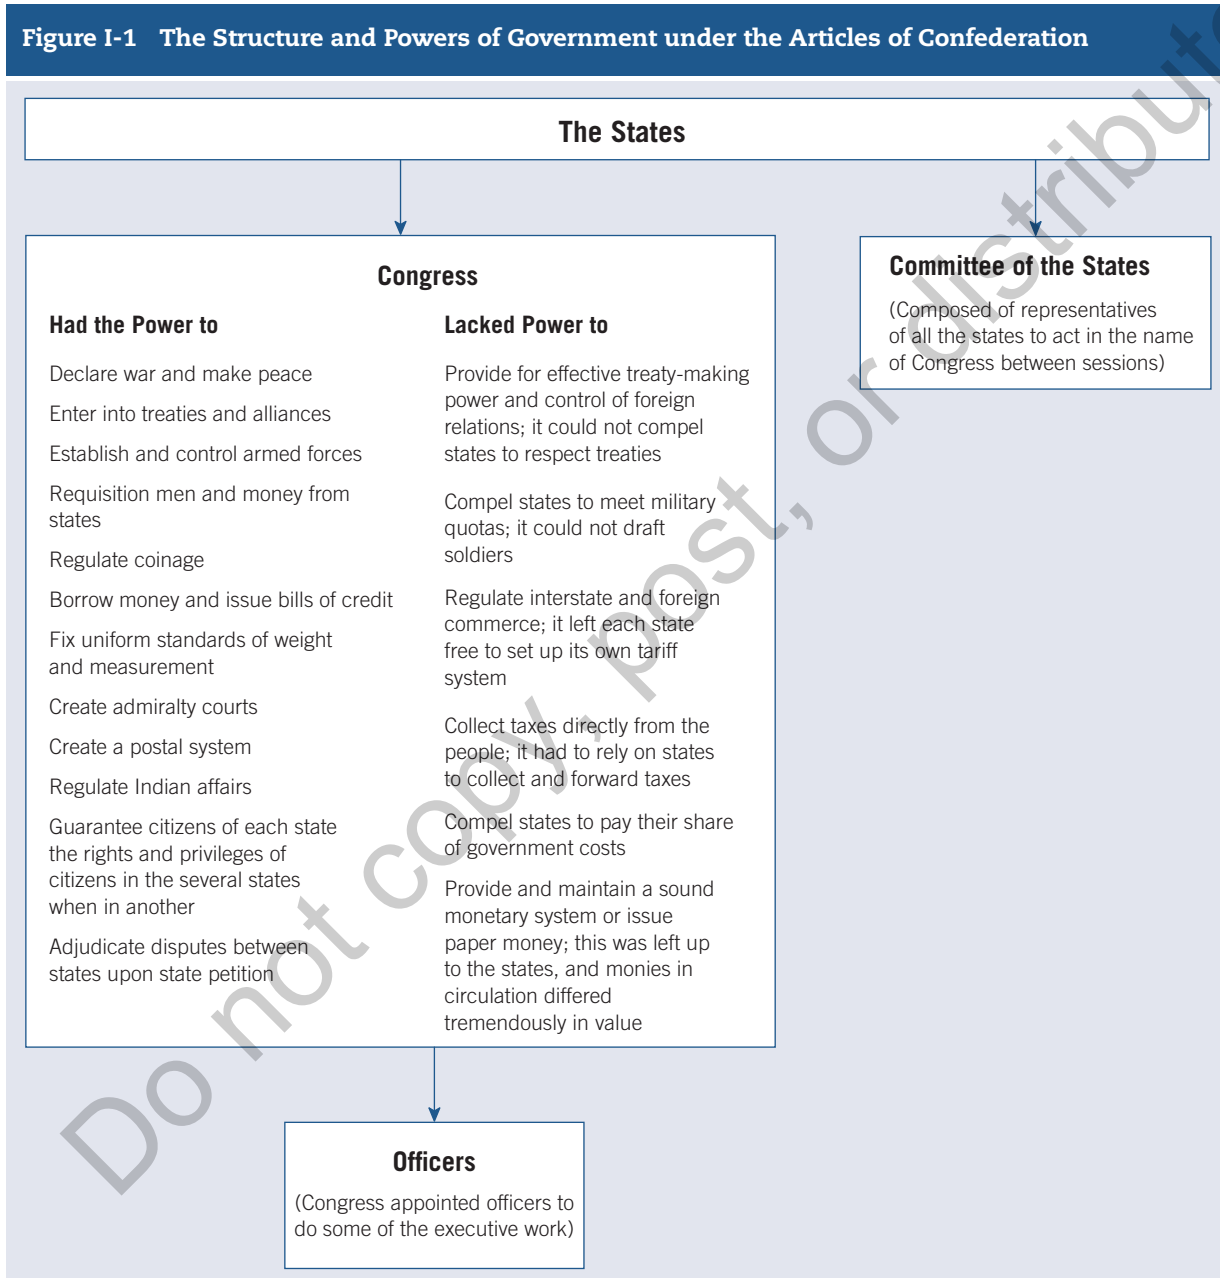 Figure I-1 The Structure and Powers of Government under the Articles of Confederation
The States
Congress
Had the Power to
Declare war and make peace
Enter into treaties and alliances
Establish and control armed forces
Requisition men and money from
states
Regulate coinage
Borrow money and issue bills of credit
Fix uniform standards of weight
and measurement
Create admiralty courts
Create a postal system
Regulate Indian affairs
Guarantee citizens of each state
the rights and privileges of
citizens in the several states
when in another
Adjudicate disputes between
states upon state petition
Lacked Power to
Provide for effective treaty-making
power and control of foreign
relations; it could not compel
states to respect treaties
Compel states to meet military
quotas; it could not draft
soldiers
Regulate interstate and foreign
commerce; it left each state
free to set up its own tariff
system
Collect taxes directly from the
people; it had to rely on states
to collect and forward taxes
Compel states to pay their share
of government costs
Provide and maintain a sound
monetary system or issue
paper money; this was left up
to the states, and monies in
circulation differed
tremendously in value
Committee of the States
(Composed of representatives
of all the states to act in the name
of Congress between sessions)
Officers
(Congress appointed officers to
do some of the executive work)
Do not copy, post, or distribute